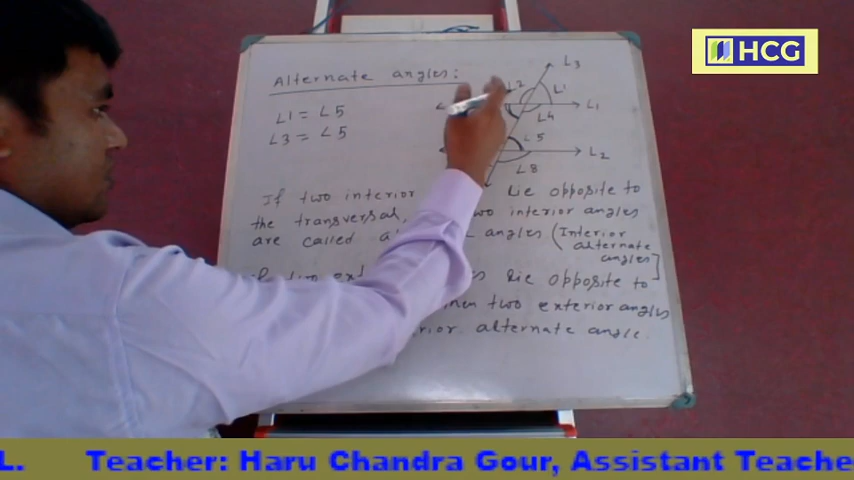 HCG
Alternate angles:
∠1 = ∠5
∠3 = ∠5
L3
∠2
∠1
L1
∠4
∠5
L2
∠8
If two interior lie opposite to
the transversal, two interior angles
are called angles (Interior
alternate
angles]
two lie opposite to
then two exterior angles
alternate angle.
L. Teacher: Haru Chandra Gour, Assistant Teache